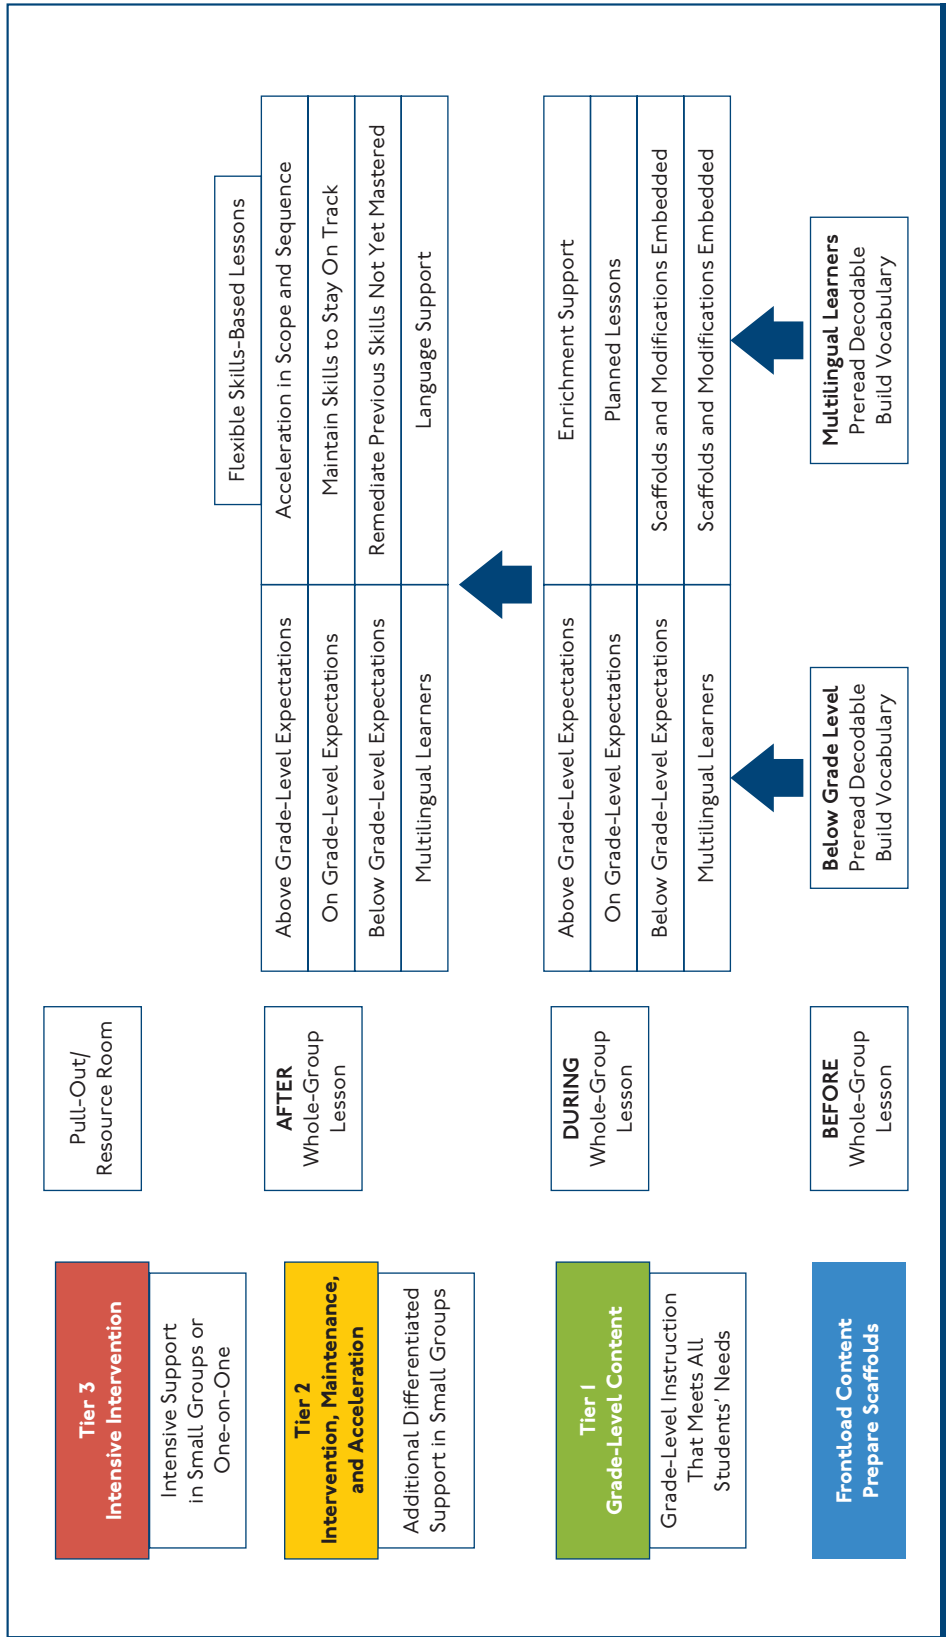 Tier 3
Intensive Intervention
Intensive Support
in Small Groups or
One-on-One
Pull-Out/
Resource Room
Tier 2
Intervention, Maintenance,
and Acceleration
Additional Differentiated
Support in Small Groups
AFTER
Whole-Group
Lesson
Flexible Skills-Based Lessons
Above Grade-Level Expectations
Acceleration in Scope and Sequence
On Grade-Level Expectations
Maintain Skills to Stay On Track
Below Grade-Level Expectations
Remediate Previous Skills Not Yet Mastered
Multilingual Learners
Language Support
Tier 1
Grade-Level Content
Grade-Level Instruction
That Meets All
Students’ Needs
DURING
Whole-Group
Lesson
Above Grade-Level Expectations
Enrichment Support
On Grade-Level Expectations
Planned Lessons
Below Grade-Level Expectations
Scaffolds and Modifications Embedded
Multilingual Learners
Scaffolds and Modifications Embedded
Frontload Content
Prepare Scaffolds
BEFORE
Whole-Group
Lesson
Below Grade Level
Preread Decodable
Build Vocabulary
Multilingual Learners
Preread Decodable
Build Vocabulary